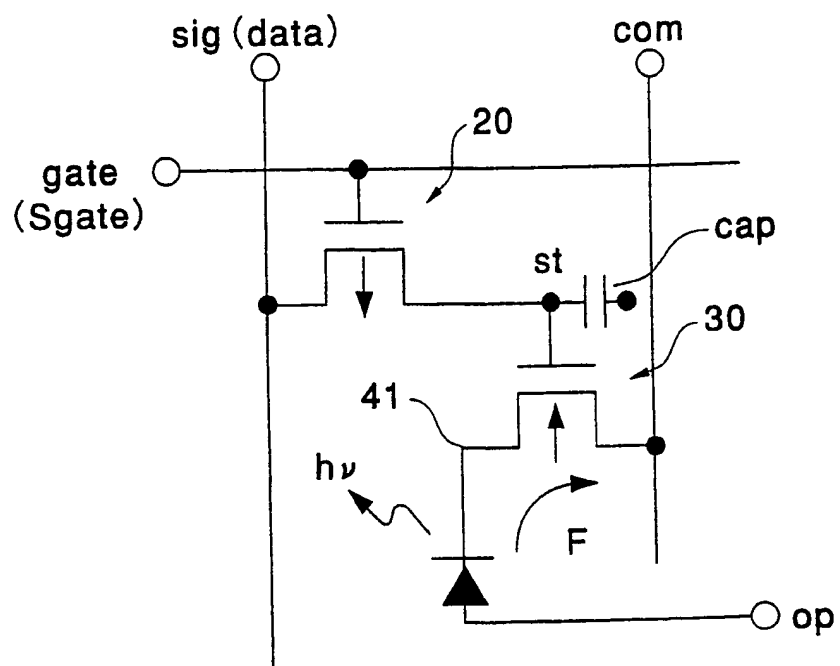 sig (data)
com
20
gate
(Sgate)
cap
st
30
41
hν
F
op